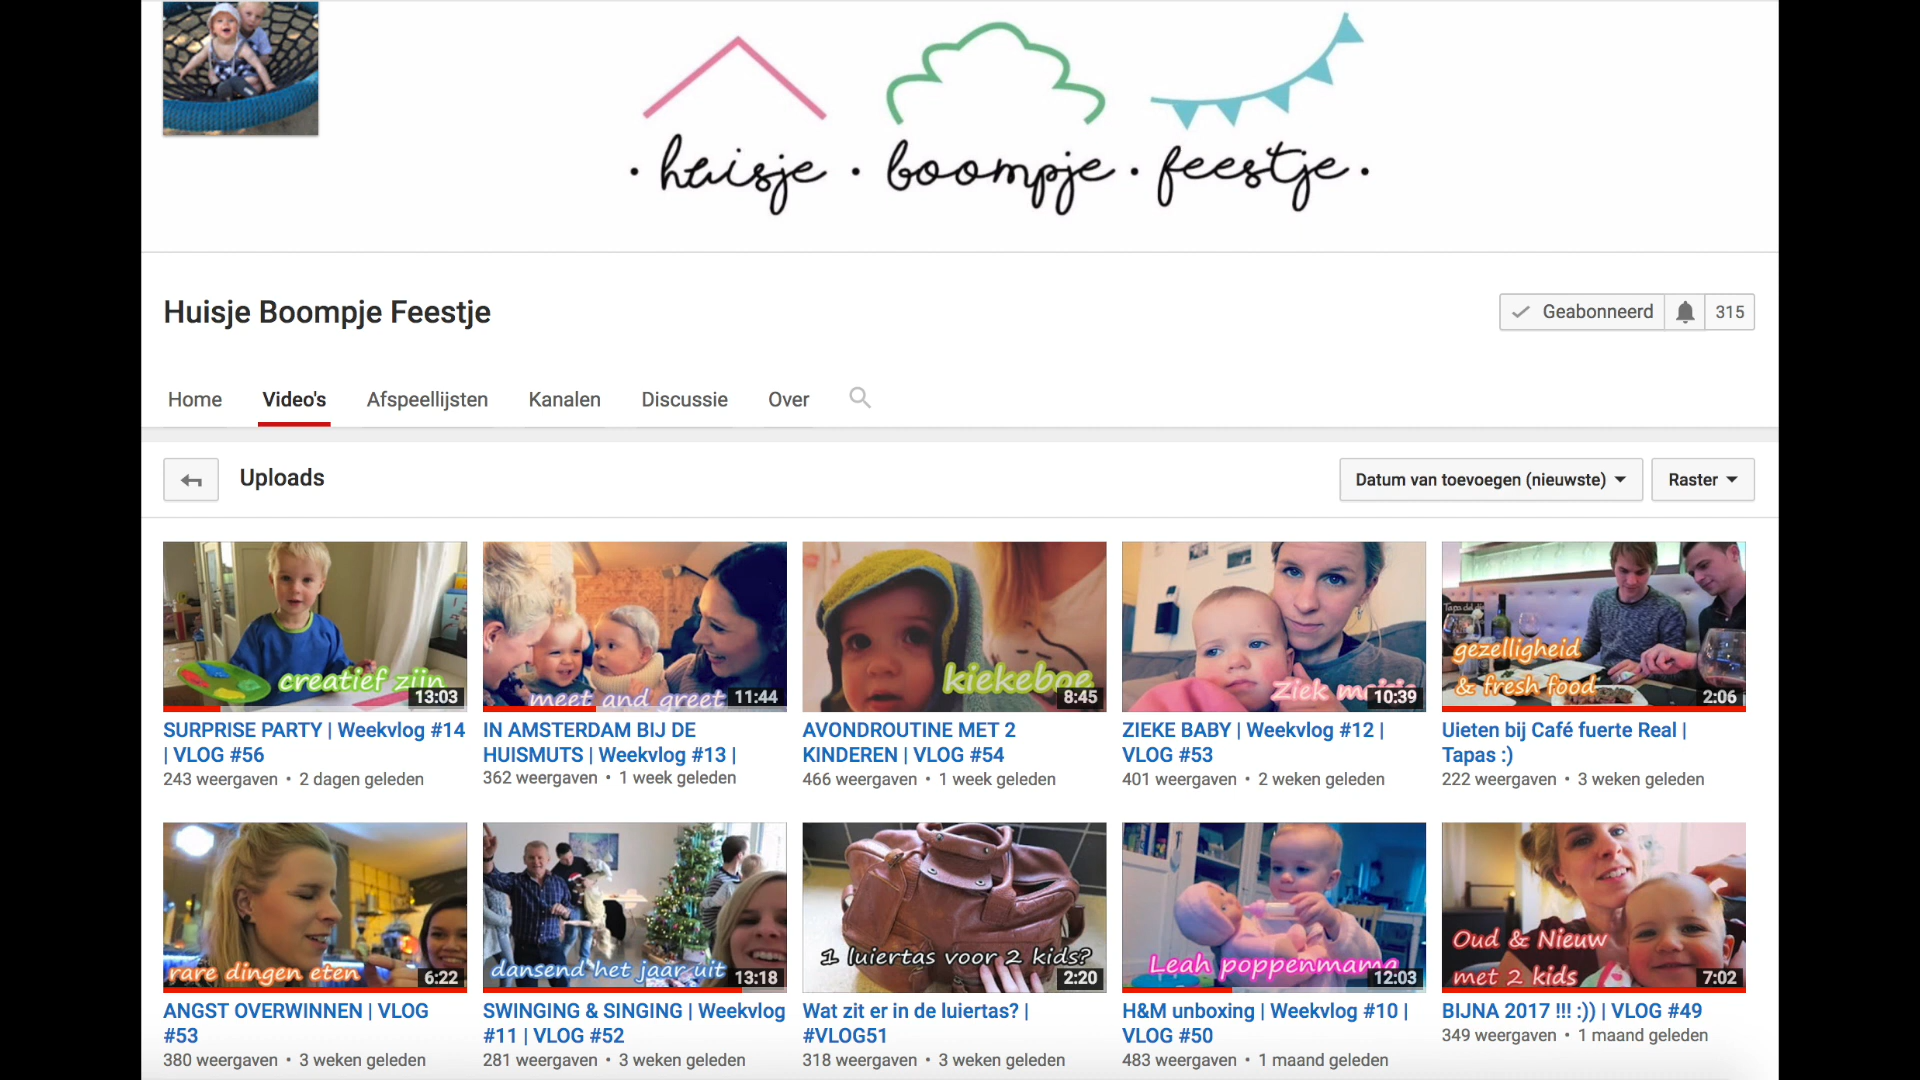 · huisje · boompje · feestje ·
Huisje Boompje Feestje
Geabonneerd 315
Home Video's Afspeellijsten Kanalen Discussie Over
Uploads
Datum van toevoegen (nieuwste) Raster
creatief zijn
13:03
meet and greet
11:44
kiekeboe
8:45
Ziek meisje
10:39
gezelligheid
& fresh food
2:06
SURPRISE PARTY | Weekvlog #14
| VLOG #56
243 weergaven • 2 dagen geleden
IN AMSTERDAM BIJ DE
HUISMUTS | Weekvlog #13 |
362 weergaven • 1 week geleden
AVONDROUTINE MET 2
KINDEREN | VLOG #54
466 weergaven • 1 week geleden
ZIEKE BABY | Weekvlog #12 |
VLOG #53
401 weergaven • 2 weken geleden
Uieten bij Café fuerte Real |
Tapas :)
222 weergaven • 3 weken geleden
rare dingen eten
6:22
dansend het jaar uit
13:18
1 luiertas voor 2 kids?
2:20
Leah poppenmama
12:03
Oud & Nieuw
met 2 kids
7:02
ANGST OVERWINNEN | VLOG
#53
380 weergaven • 3 weken geleden
SWINGING & SINGING | Weekvlog
#11 | VLOG #52
281 weergaven • 3 weken geleden
Wat zit er in de luiertas? |
#VLOG51
318 weergaven • 3 weken geleden
H&M unboxing | Weekvlog #10 |
VLOG #50
483 weergaven • 1 maand geleden
BIJNA 2017 !!! :)) | VLOG #49
349 weergaven • 1 maand geleden